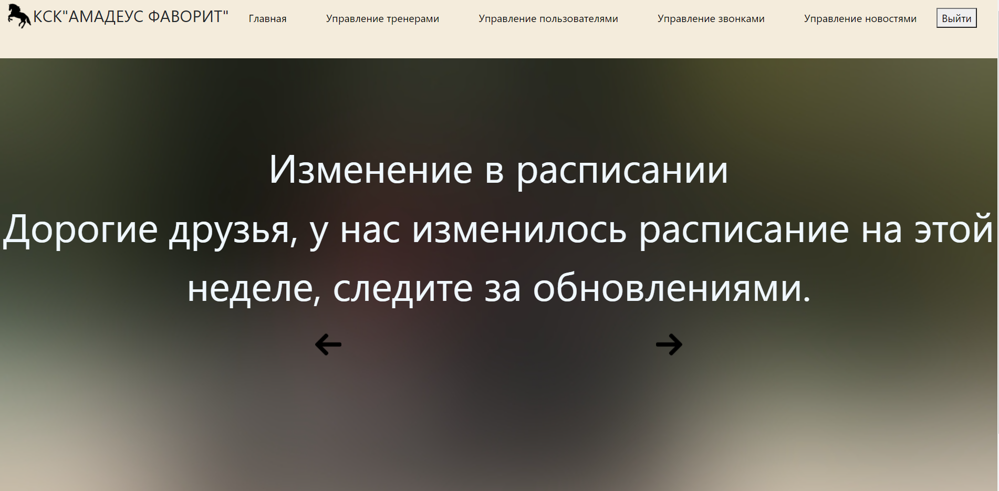 КСК"АМАДЕУС ФАВОРИТ" Главная Управление тренерами Управление пользователями Управление звонками Управление новостями Выйти
Изменение в расписании
Дорогие друзья, у нас изменилось расписание на этой
неделе, следите за обновлениями.